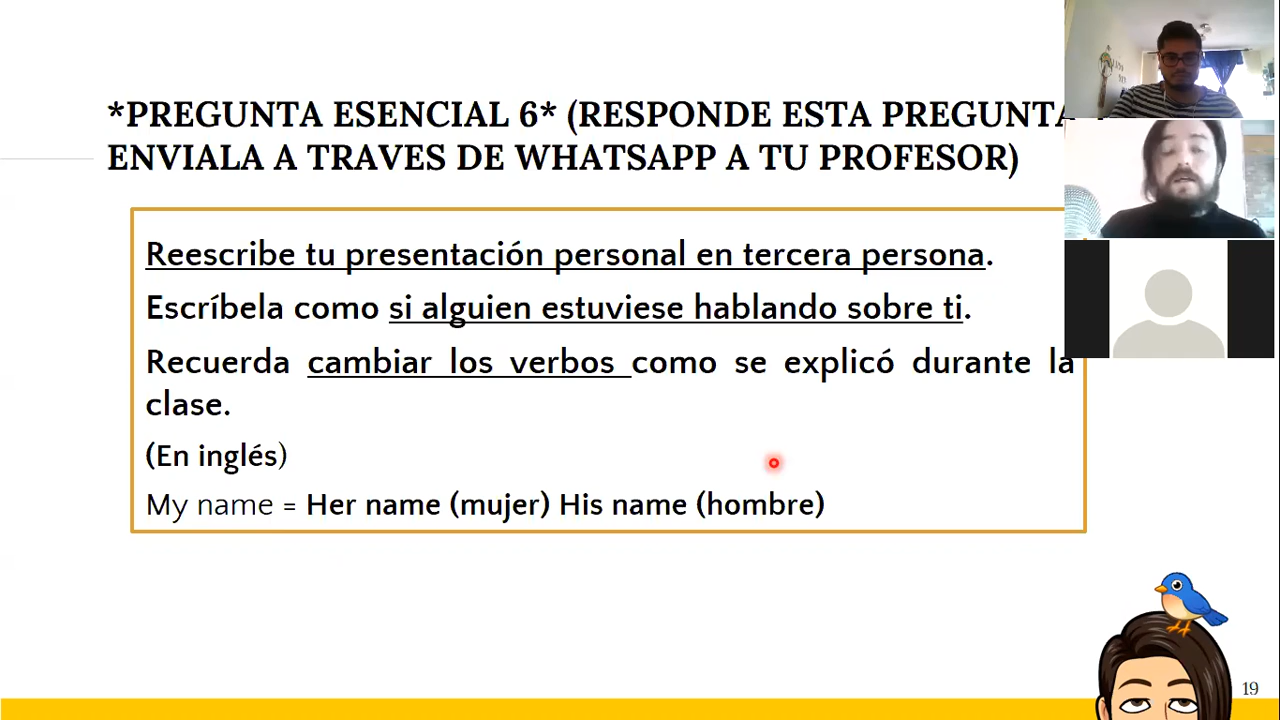 *PREGUNTA ESENCIAL 6* (RESPONDE ESTA PREGUNTA
ENVIALA A TRAVES DE WHATSAPP A TU PROFESOR)
Reescribe tu presentación personal en tercera persona.
Escríbela como si alguien estuviese hablando sobre ti.
Recuerda cambiar los verbos como se explicó durante la
clase.
(En inglés)
My name = Her name (mujer) His name (hombre)
19